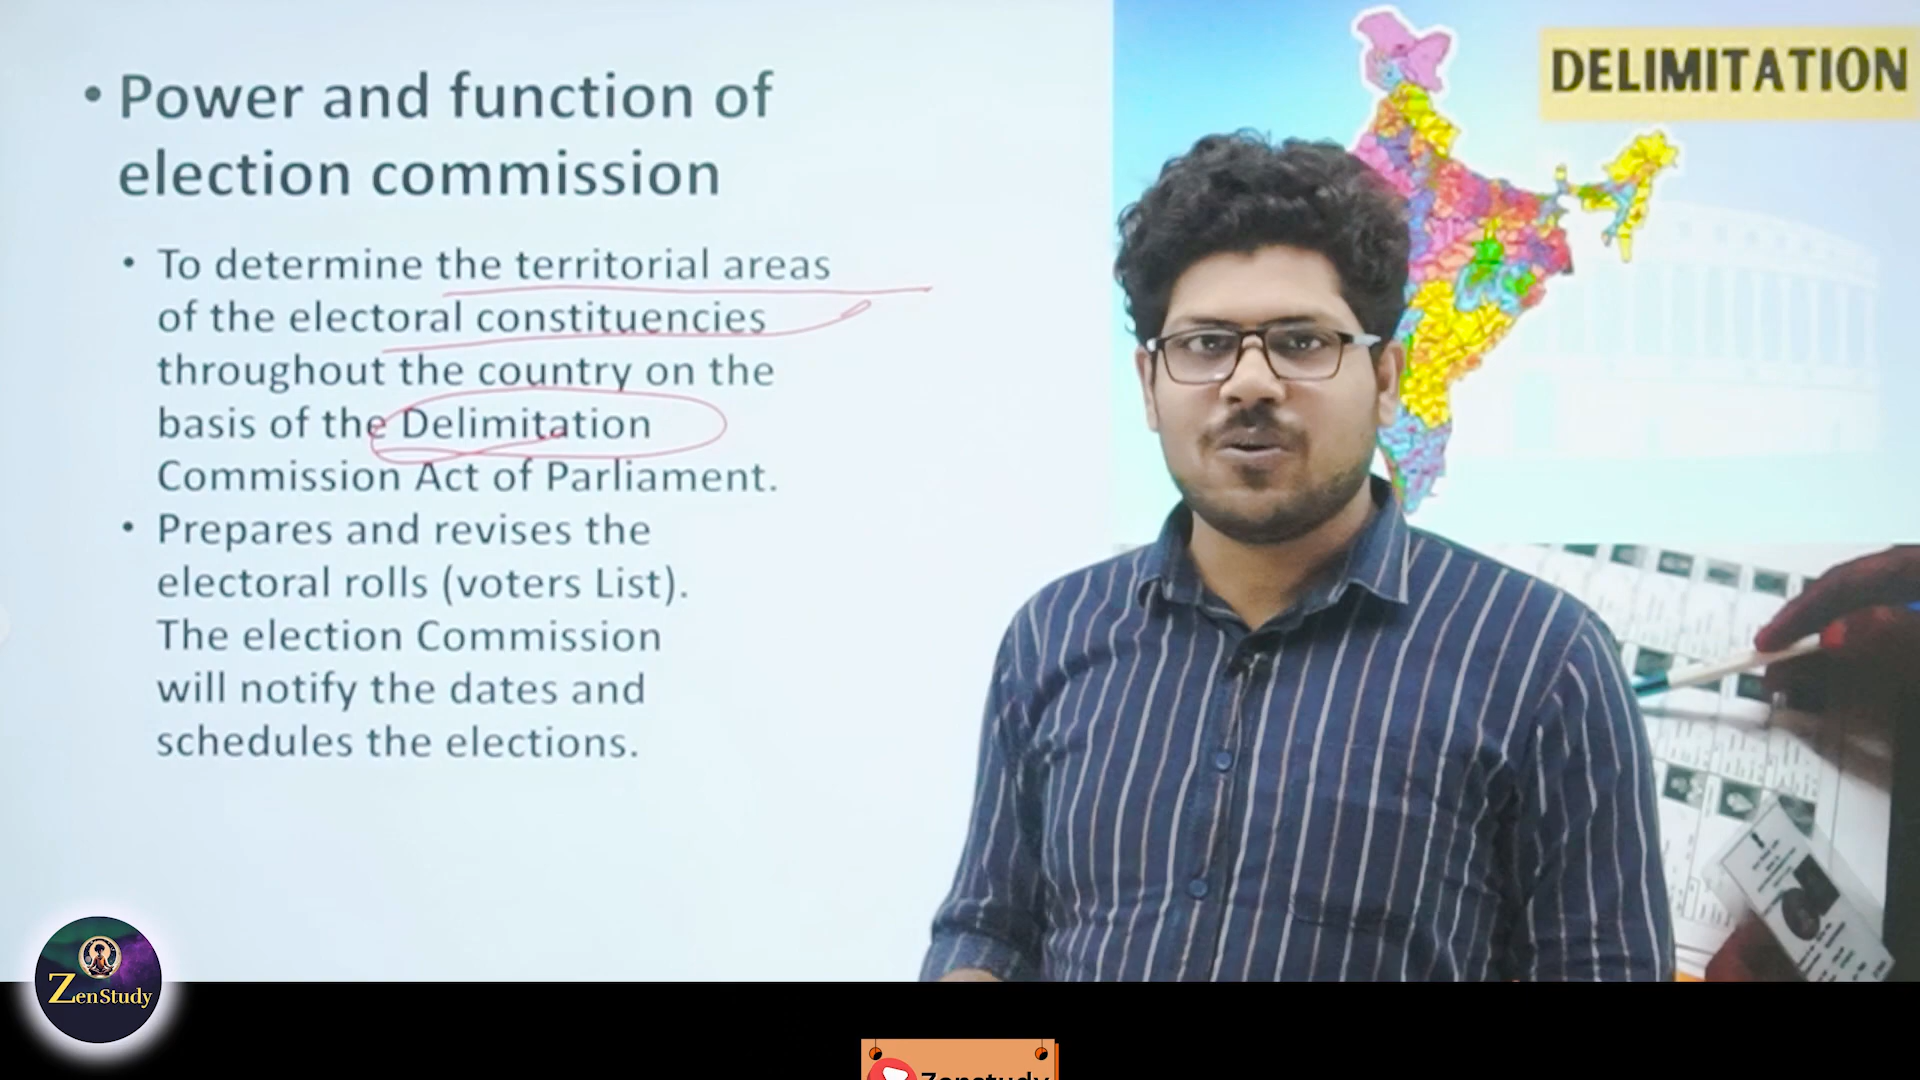 • Power and function of
election commission
• To determine the territorial areas
of the electoral constituencies
throughout the country on the
basis of the Delimitation
Commission Act of Parliament.
• Prepares and revises the
electoral rolls (voters List).
The election Commission
will notify the dates and
schedules the elections.
DELIMITATION
ZenStudy
Zenstudy